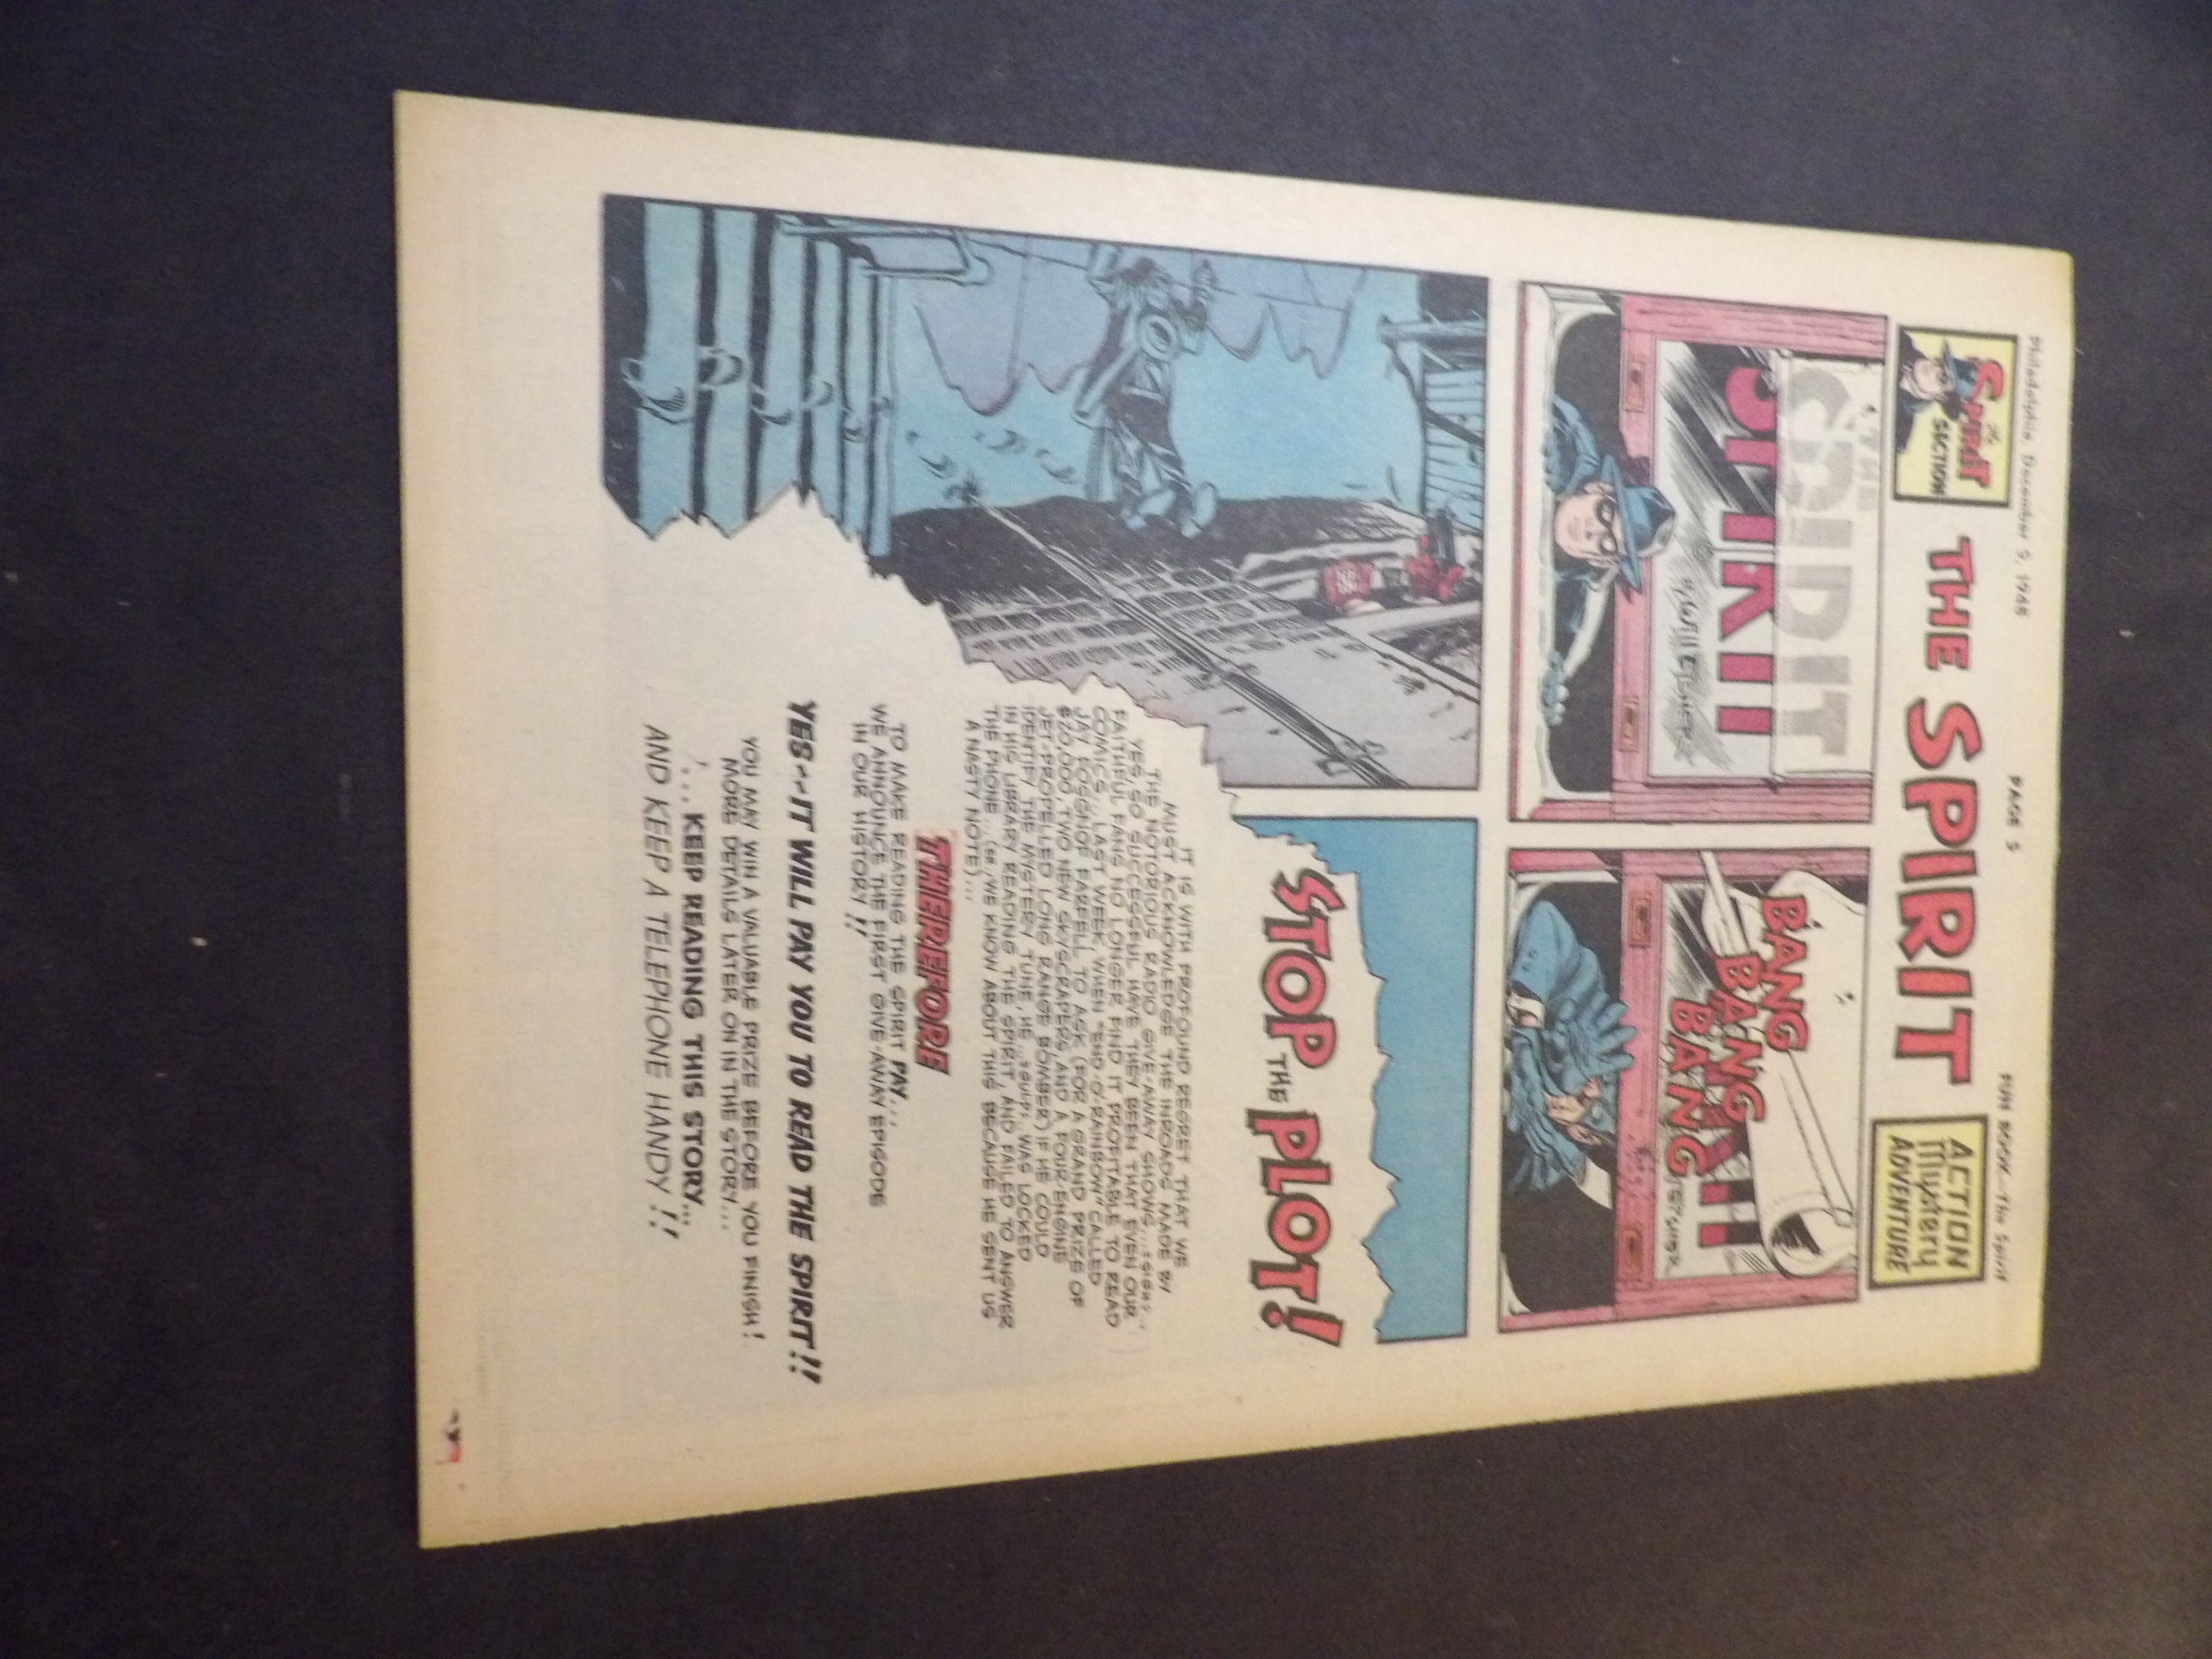 Philadelphia, December 5, 1948
PAGE 5
FUN BOOK—The Spirit
The
SPIRIT
SECTION
THE SPIRIT
ACTION
Mystery
ADVENTURE
THE
SPIRIT
SPIRIT
BY WILL EISNER
BANG
BANG
BANG
STOP THE PLOT!
IT IS WITH PROFOUND REGRET THAT WE
MUST ACKNOWLEDGE THE INROADS MADE BY
THE NOTORIOUS RADIO GIVE-AWAY SHOWS...
YES, SO SUCCESSFUL HAVE THEY BEEN THAT EVEN OUR
FAITHFUL FANS NO LONGER FIND IT PROFITABLE TO READ
COMICS... LAST WEEK, WHEN "END-O-RAINBOW" CALLED
JAY FOSGNOE FARFELL TO ASK (FOR A GRAND PRIZE OF
$220,000, TWO NEW SKYSCRAPERS, AND A FOUR ENGINE
JET-PROPELLED LONG RANGE BOMBER) IF HE COULD
IDENTIFY THE MYSTERY TUNE, HE WAS LOCKED
IN HIS LIBRARY READING THE SPIRIT, AND FAILED TO ANSWER
THE PHONE... WE KNOW ABOUT THIS BECAUSE HE SENT US
A NASTY NOTE)...
THEREFORE
TO MAKE READING THE SPIRIT PAY...
WE ANNOUNCE THE FIRST GIVE-AWAY EPISODE
IN OUR HISTORY!!
YES-- IT WILL PAY YOU TO READ THE SPIRIT!!
YOU MAY WIN A VALUABLE PRIZE BEFORE YOU FINISH!
MORE DETAILS LATER ON IN THE STORY...
... KEEP READING THIS STORY...
AND KEEP A TELEPHONE HANDY!!